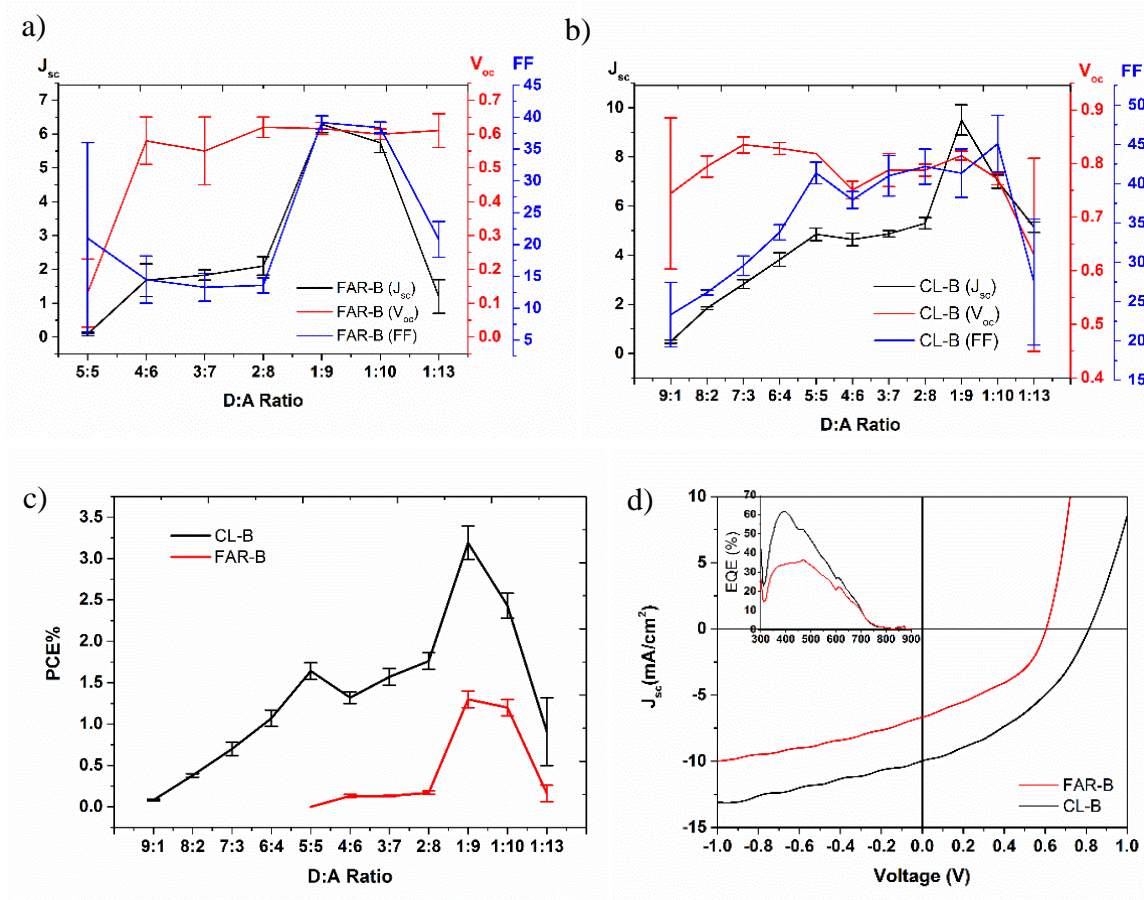 a)
J_sc
V_oc FF
7
6
5
4
3
2
1
0
0.7
0.6
0.5
0.4
0.3
0.2
0.1
0.0
45
40
35
30
25
20
15
10
5
FAR-B (J_sc)
FAR-B (V_oc)
FAR-B (FF)
5:5 4:6 3:7 2:8 1:9 1:10 1:13
D:A Ratio
b)
J_sc
V_oc FF
10
8
6
4
2
0
0.9
0.8
0.7
0.6
0.5
0.4
50
45
40
35
30
25
20
15
CL-B (J_sc)
CL-B (V_oc)
CL-B (FF)
9:1 8:2 7:3 6:4 5:5 4:6 3:7 2:8 1:9 1:10 1:13
D:A Ratio
c)
PCE%
3.5
3.0
2.5
2.0
1.5
1.0
0.5
0.0
CL-B
FAR-B
9:1 8:2 7:3 6:4 5:5 4:6 3:7 2:8 1:9 1:10 1:13
D:A Ratio
d)
J_sc(mA/cm²)
10
5
0
-5
-10
-15
EQE (%)
70
60
50
40
30
20
10
0
300 400 500 600 700 800 900
FAR-B
CL-B
-1.0 -0.8 -0.6 -0.4 -0.2 0.0 0.2 0.4 0.6 0.8 1.0
Voltage (V)